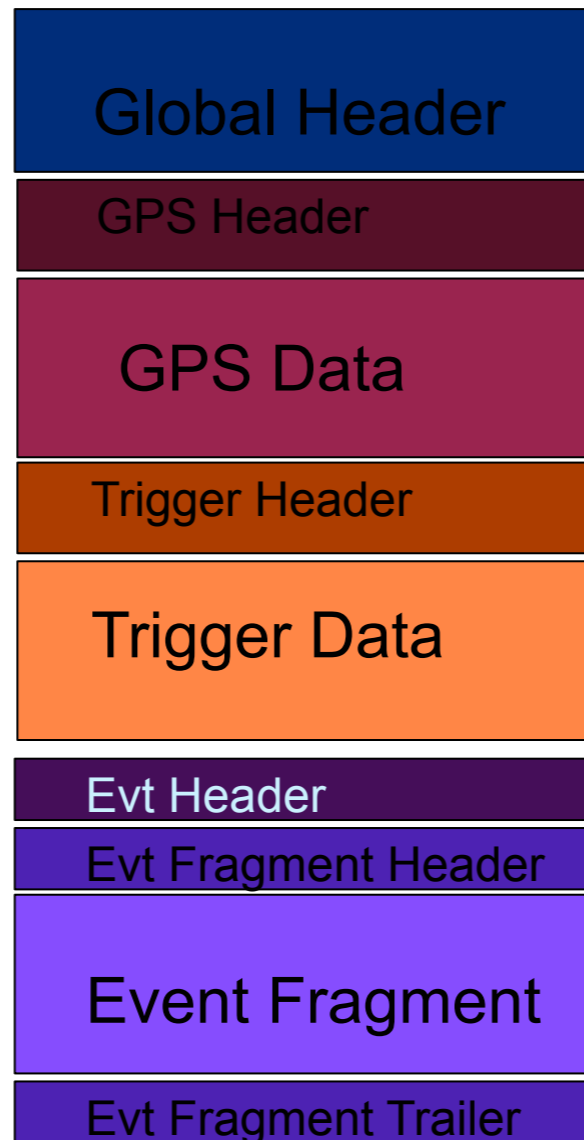 Global Header
GPS Header
GPS Data
Trigger Header
Trigger Data
Evt Header
Evt Fragment Header
Event Fragment
Evt Fragment Trailer